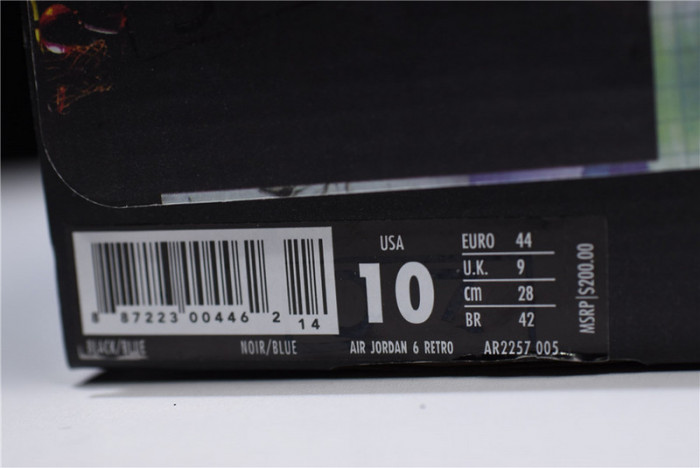 USA
10
EURO 44
U.K. 9
cm 28
BR 42
MSRP|$200.00
8 87223 00446 2
14
BLACK/BLUE
NOIR/BLUE
AIR JORDAN 6 RETRO
AR2257 005